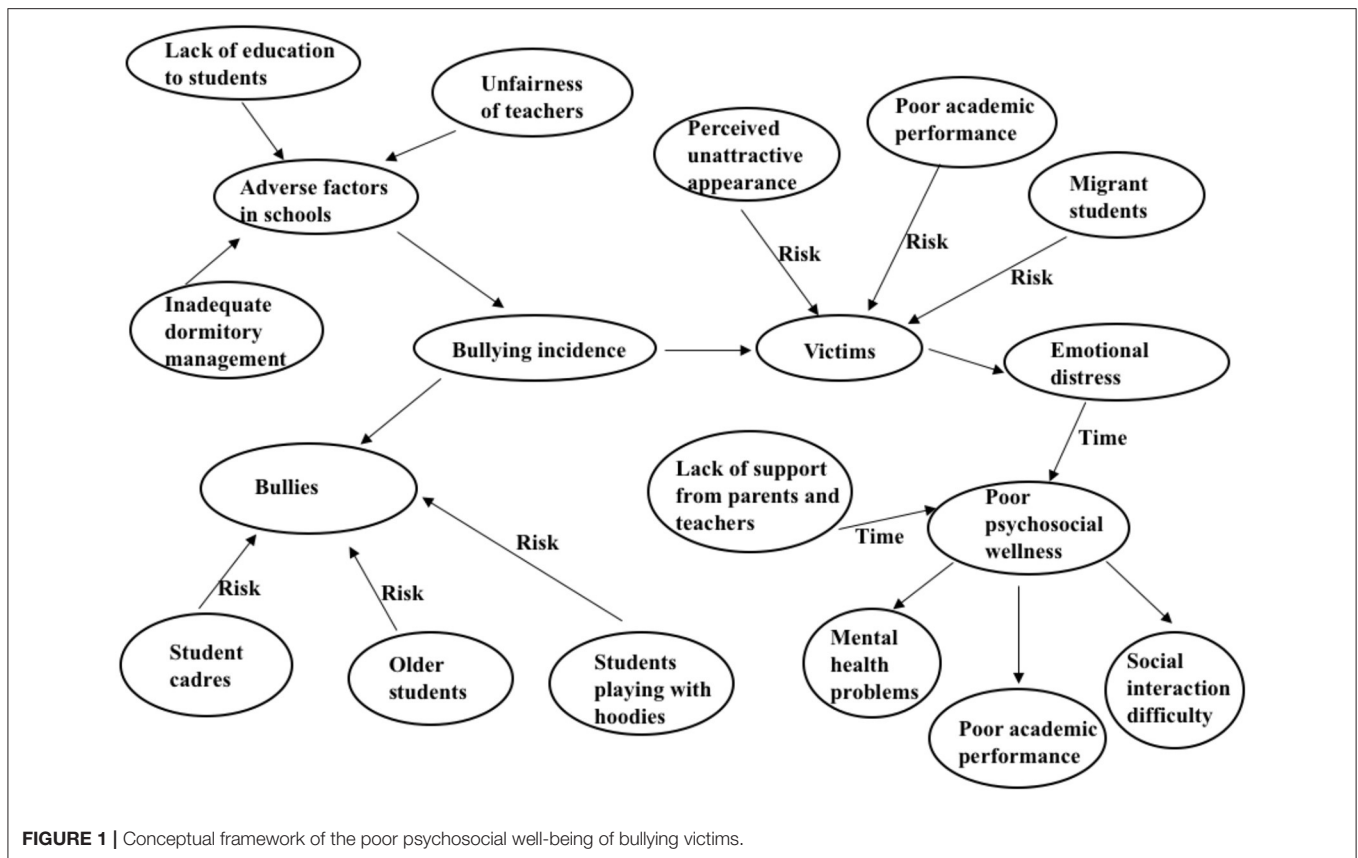 Lack of education
to students
Unfairness
of teachers
Adverse factors
in schools
Inadequate
dormitory
management
Perceived
unattractive
appearance
Poor academic
performance
Migrant
students
Risk
Risk
Risk
Bullying incidence
Victims
Emotional
distress
Time
Bullies
Lack of support
from parents and
teachers
Time
Poor
psychosocial
wellness
Risk
Risk
Risk
Student
cadres
Older
students
Students
playing with
hoodies
Mental
health
problems
Poor academic
performance
Social
interaction
difficulty
FIGURE 1 | Conceptual framework of the poor psychosocial well-being of bullying victims.